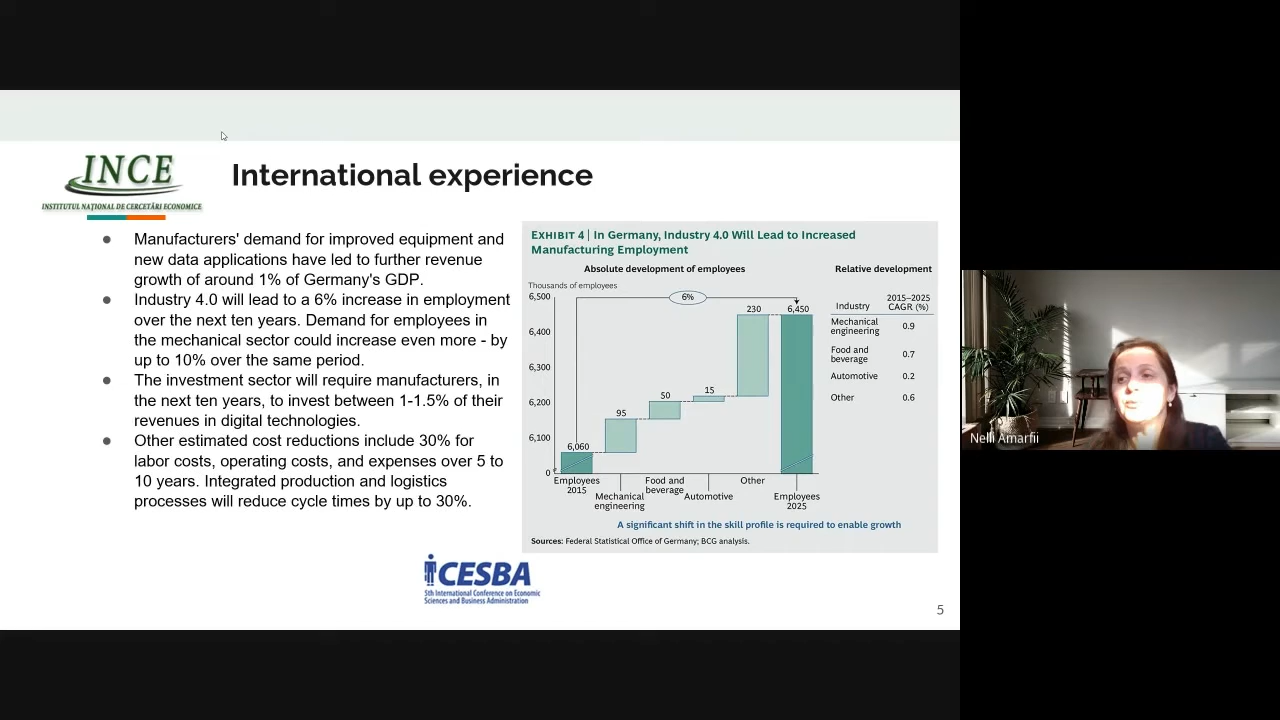 INCE
INSTITUTUL NAȚIONAL DE CERCETĂRI ECONOMICE
International experience
● Manufacturers' demand for improved equipment and
new data applications have led to further revenue
growth of around 1% of Germany's GDP.
● Industry 4.0 will lead to a 6% increase in employment
over the next ten years. Demand for employees in
the mechanical sector could increase even more - by
up to 10% over the same period.
● The investment sector will require manufacturers, in
the next ten years, to invest between 1-1.5% of their
revenues in digital technologies.
● Other estimated cost reductions include 30% for
labor costs, operating costs, and expenses over 5 to
10 years. Integrated production and logistics
processes will reduce cycle times by up to 30%.
EXHIBIT 4 | In Germany, Industry 4.0 Will Lead to Increased
Manufacturing Employment
Absolute development of employees
Thousands of employees
6,500
6,400
6,300
6,200
6,100
0
6%
6,060
95
50
15
230
6,450
Employees
2015
Mechanical
engineering
Food and
beverage
Automotive
Other
Employees
2025
Relative development
Industry
2015–2025
CAGR (%)
Mechanical
engineering
0.9
Food and
beverage
0.7
Automotive 0.2
Other 0.6
A significant shift in the skill profile is required to enable growth
Sources: Federal Statistical Office of Germany; BCG analysis.
iCESBA
5th International Conference on Economic
Sciences and Business Administration
5
Nelli Amarfii